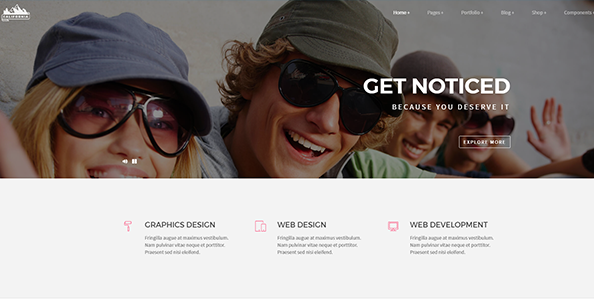 CALIFORNIA
Home
Pages
Portfolio
Blog
Shop
Components
GET NOTICED
BECAUSE YOU DESERVE IT
EXPLORE MORE
GRAPHICS DESIGN
Fringilla augue at maximus vestibulum.
Nam pulvinar vitae neque et porttitor.
Praesent sed nisi eleifend.
WEB DESIGN
Fringilla augue at maximus vestibulum.
Nam pulvinar vitae neque et porttitor.
Praesent sed nisi eleifend.
WEB DEVELOPMENT
Fringilla augue at maximus vestibulum.
Nam pulvinar vitae neque et porttitor.
Praesent sed nisi eleifend.